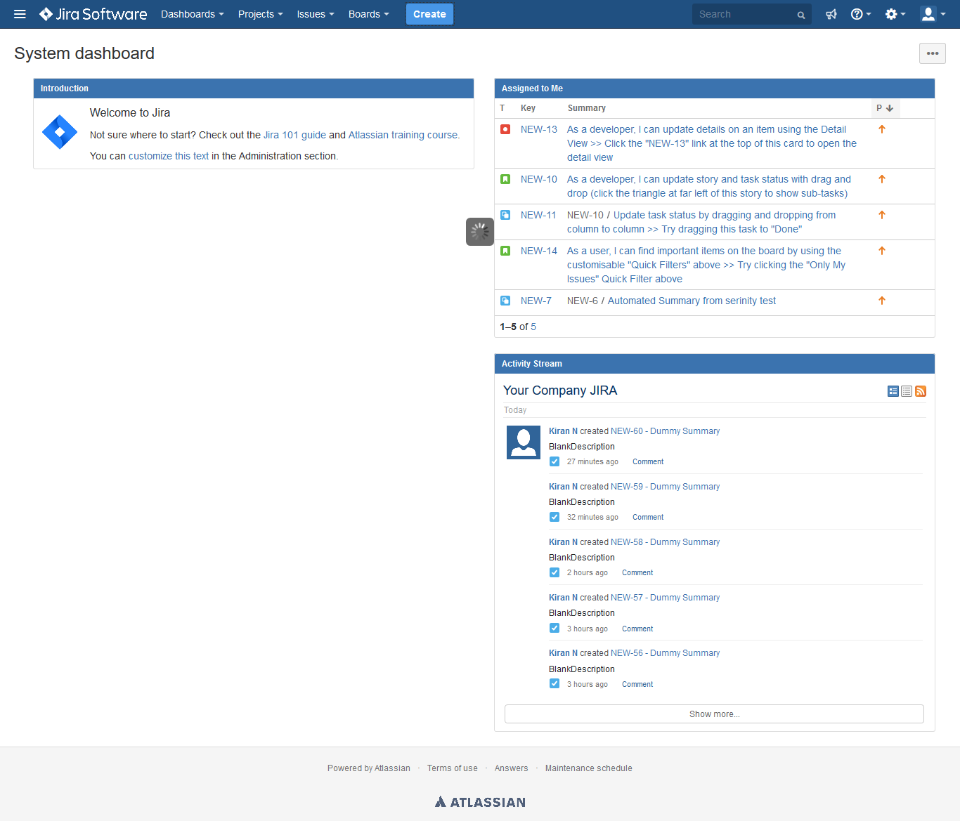 Jira Software Dashboards Projects Issues Boards Create Search
System dashboard
Introduction
Welcome to Jira
Not sure where to start? Check out the Jira 101 guide and Atlassian training course.
You can customize this text in the Administration section.
Assigned to Me
T Key Summary P
NEW-13 As a developer, I can update details on an item using the Detail
View >> Click the "NEW-13" link at the top of this card to open the
detail view
NEW-10 As a developer, I can update story and task status with drag and
drop (click the triangle at far left of this story to show sub-tasks)
NEW-11 NEW-10 / Update task status by dragging and dropping from
column to column >> Try dragging this task to "Done"
NEW-14 As a user, I can find important items on the board by using the
customisable "Quick Filters" above >> Try clicking the "Only My
Issues" Quick Filter above
NEW-7 NEW-6 / Automated Summary from serinity test
1–5 of 5
Activity Stream
Your Company JIRA
Today
Kiran N created NEW-60 - Dummy Summary
BlankDescription
27 minutes ago Comment
Kiran N created NEW-59 - Dummy Summary
BlankDescription
32 minutes ago Comment
Kiran N created NEW-58 - Dummy Summary
BlankDescription
2 hours ago Comment
Kiran N created NEW-57 - Dummy Summary
BlankDescription
3 hours ago Comment
Kiran N created NEW-56 - Dummy Summary
BlankDescription
3 hours ago Comment
Show more...
Powered by Atlassian · Terms of use · Answers · Maintenance schedule
ATLASSIAN